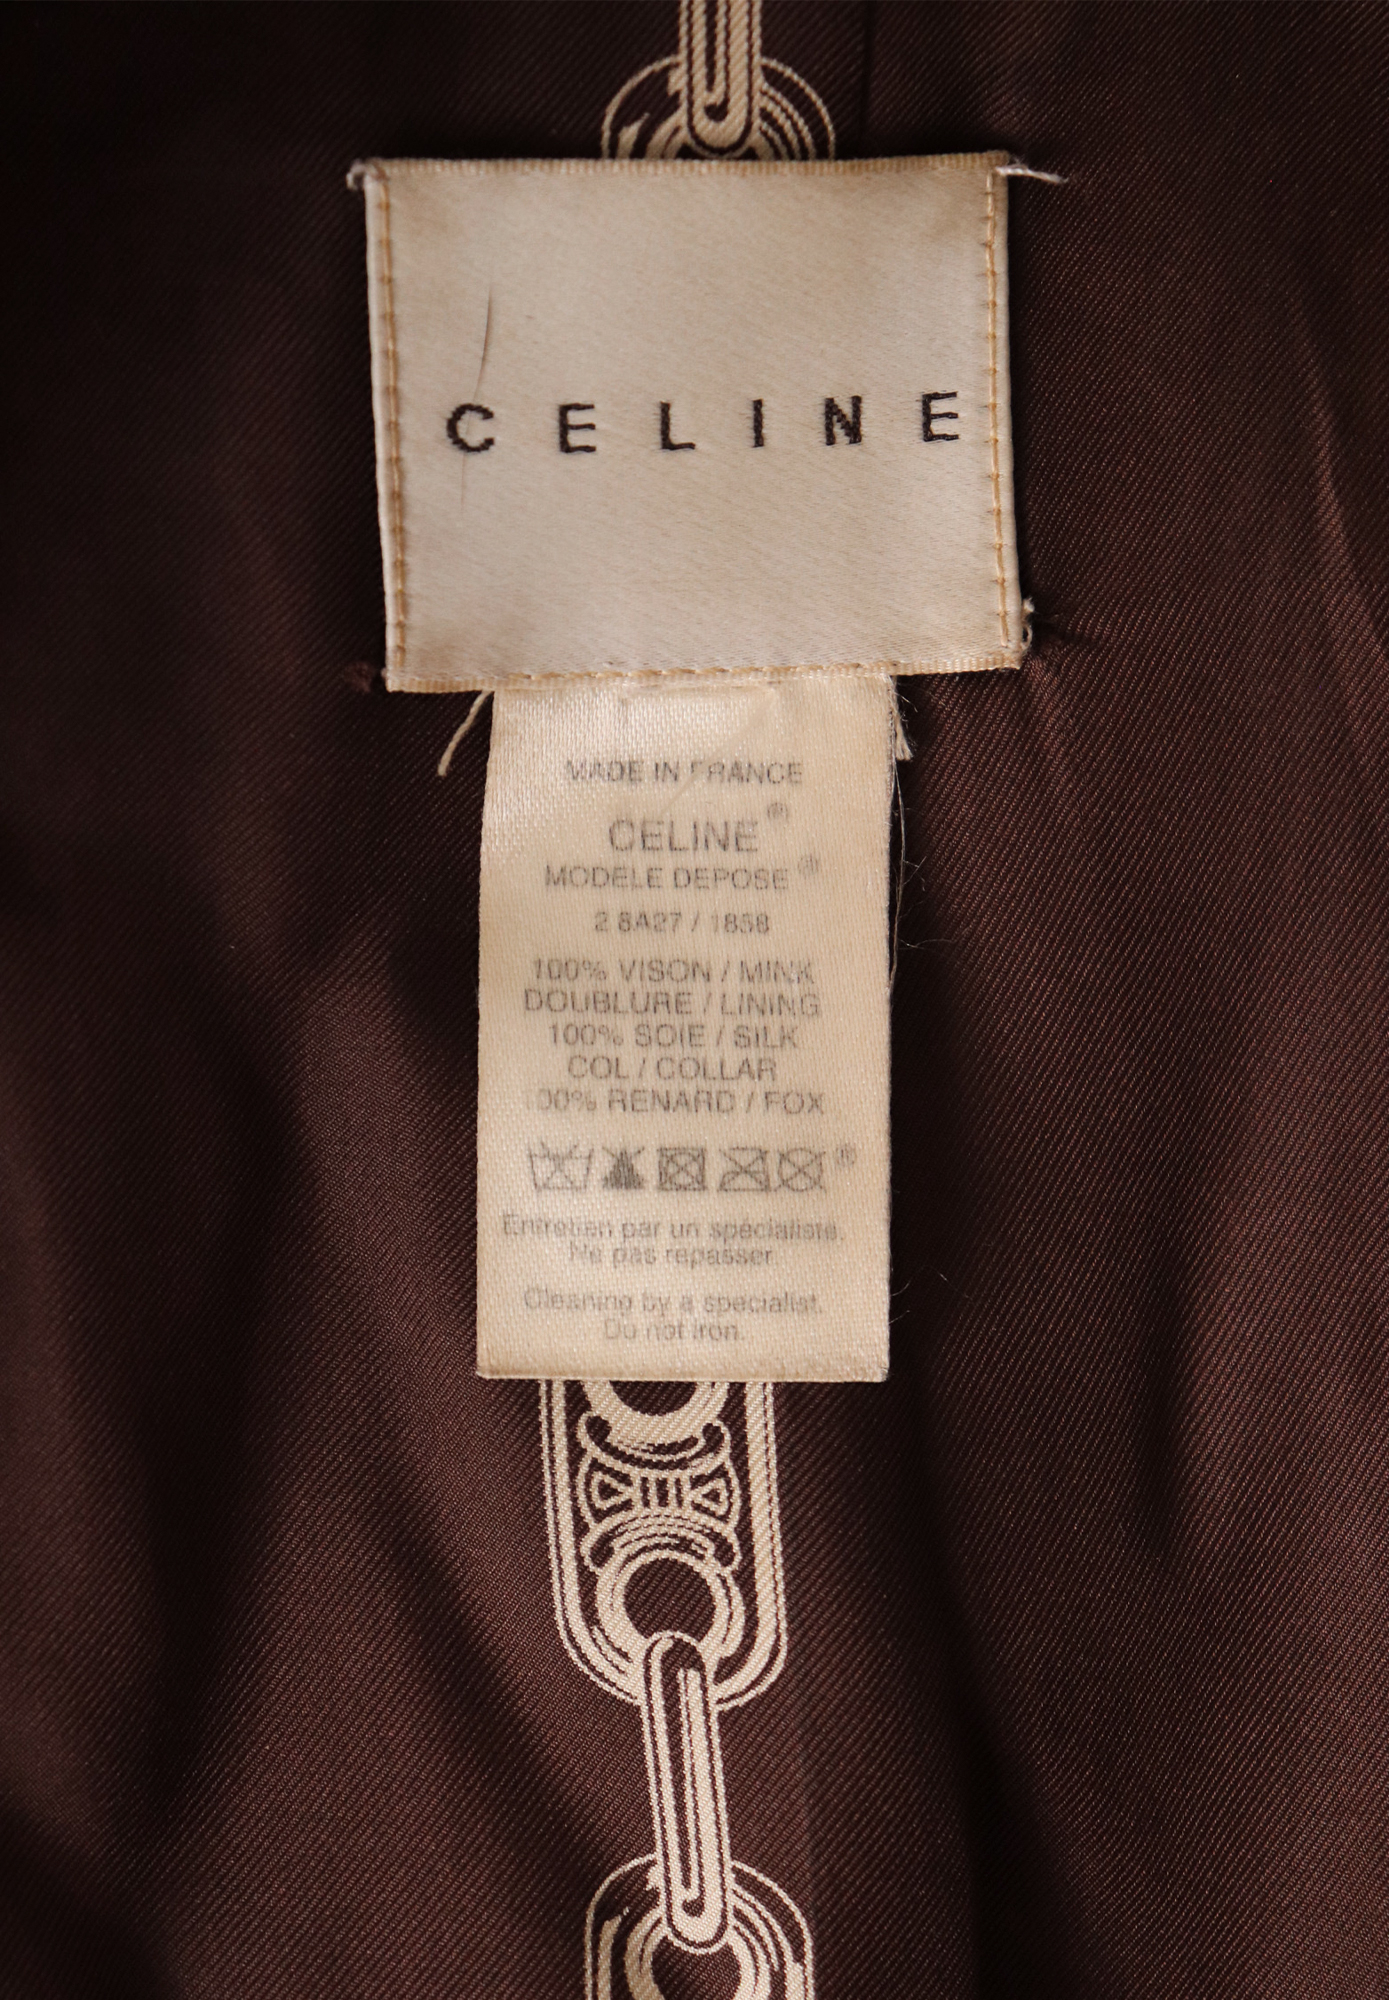 CELINE
MADE IN FRANCE
CELINE®
MODELE DEPOSE®
2 8A27 / 1858
100% VISON / MINK
DOUBLURE / LINING
100% SOIE / SILK
COL / COLLAR
100% RENARD / FOX
®
Entretien par un spécialiste.
Ne pas repasser.
Cleaning by a specialist.
Do not iron.